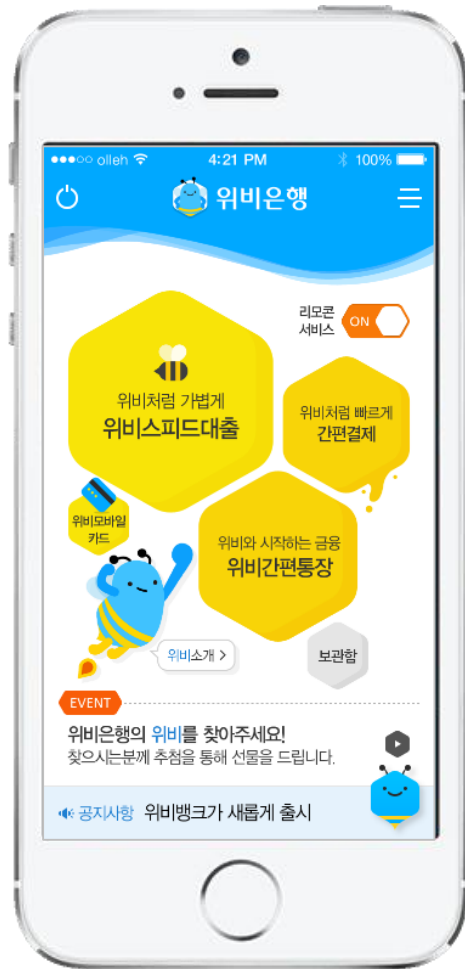 olleh 4:21 PM 100%
위비은행
리모콘
서비스
ON
위비처럼 가볍게
위비스피드대출
위비처럼 빠르게
간편결제
위비모바일
카드
위비와 시작하는 금융
위비간편통장
위비소개 >
보관함
EVENT
위비은행의 위비를 찾아주세요!
찾으시는분께 추첨을 통해 선물을 드립니다.
공지사항 위비뱅크가 새롭게 출시